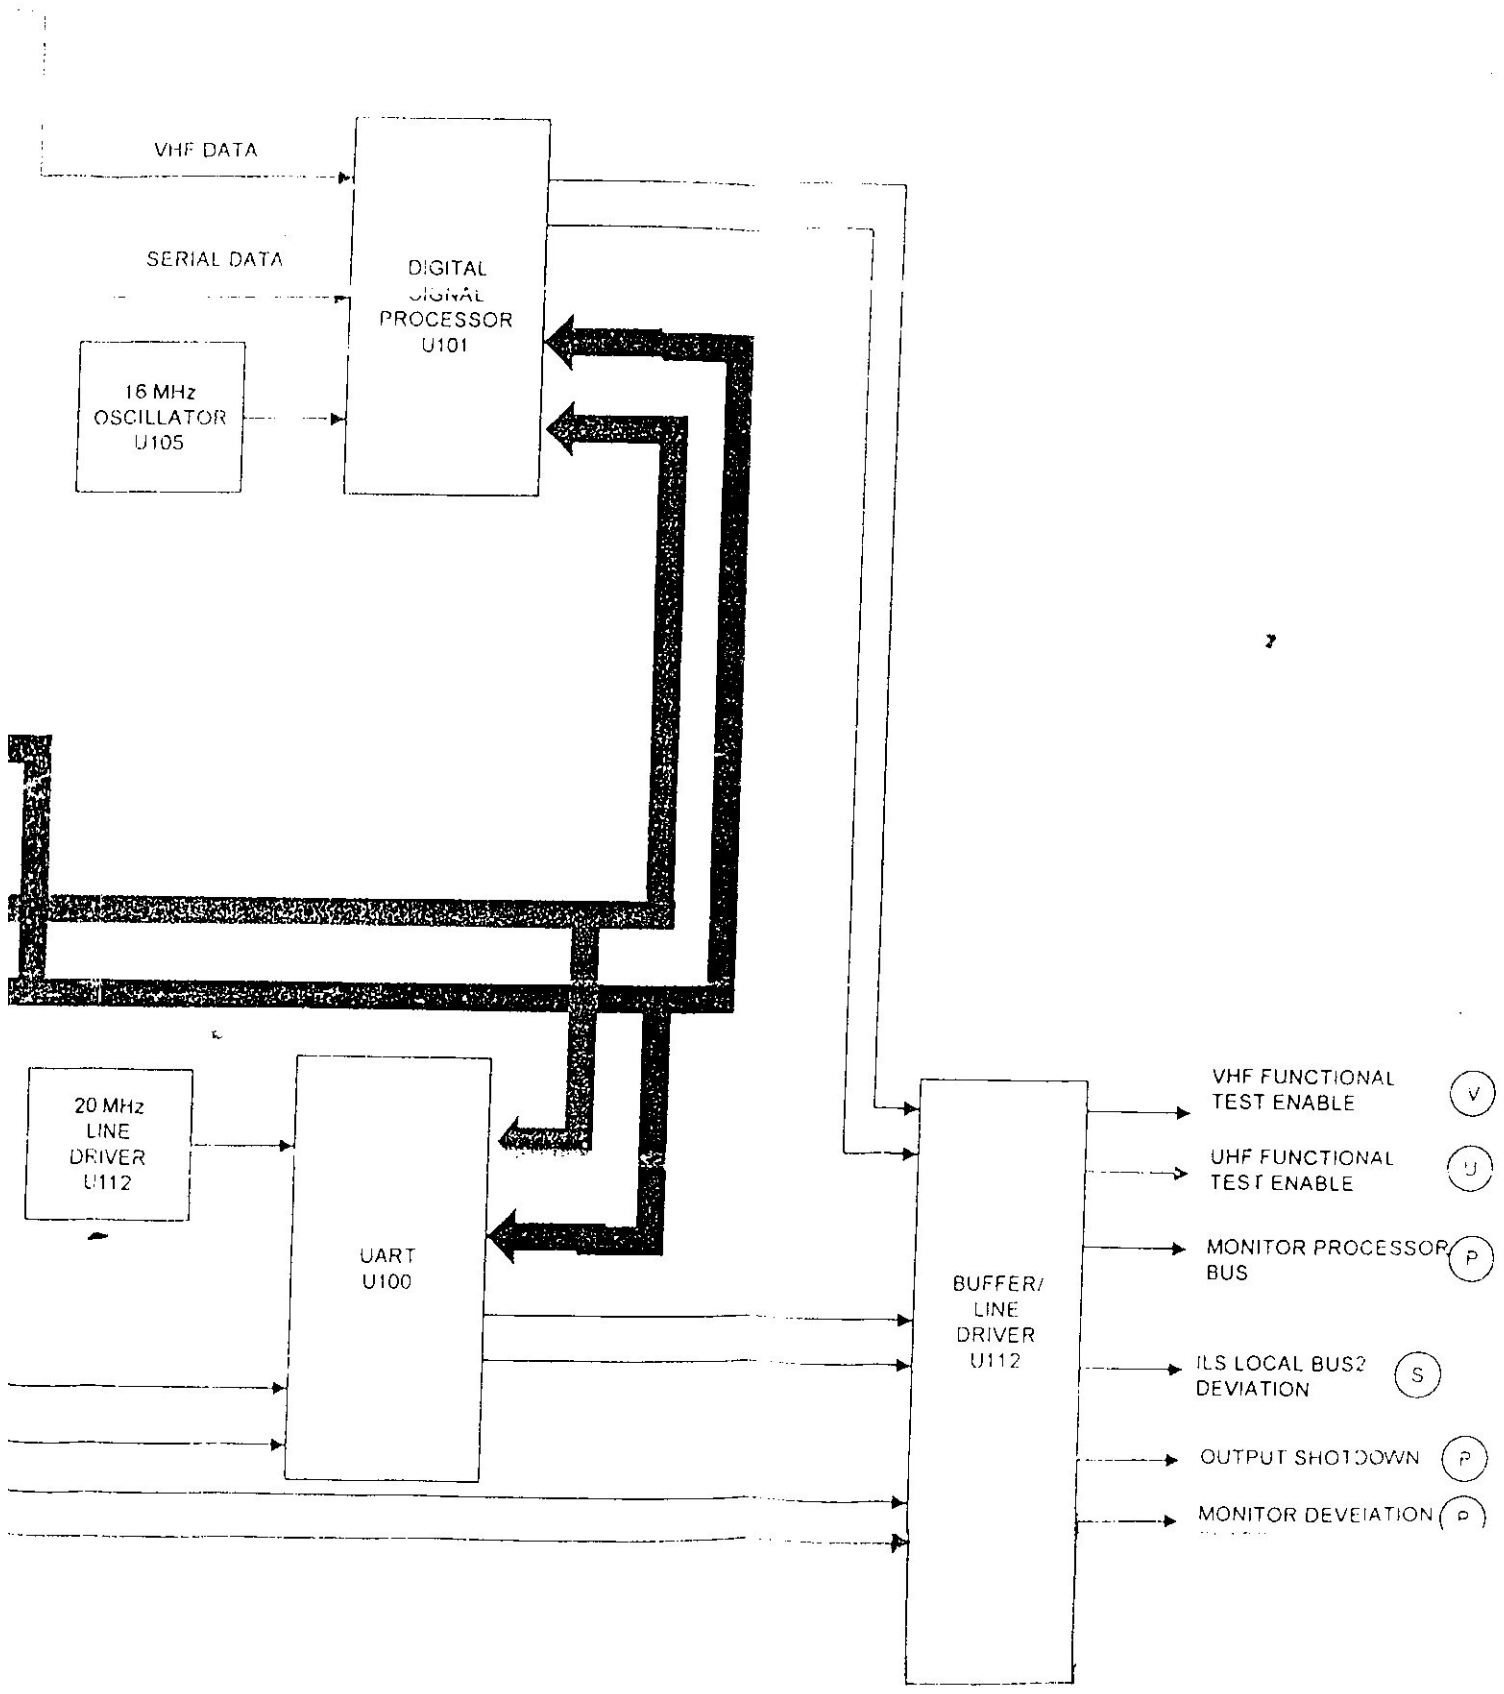 VHF DATA
SERIAL DATA
DIGITAL
SIGNAL
PROCESSOR
U101
16 MHz
OSCILLATOR
U105
20 MHz
LINE
DRIVER
U112
UART
U100
BUFFER/
LINE
DRIVER
U112
VHF FUNCTIONAL
TEST ENABLE
V
UHF FUNCTIONAL
TEST ENABLE
U
MONITOR PROCESSOR
BUS
P
ILS LOCAL BUS2
DEVIATION
S
OUTPUT SHOTDOWN
P
MONITOR DEVEIATION
P